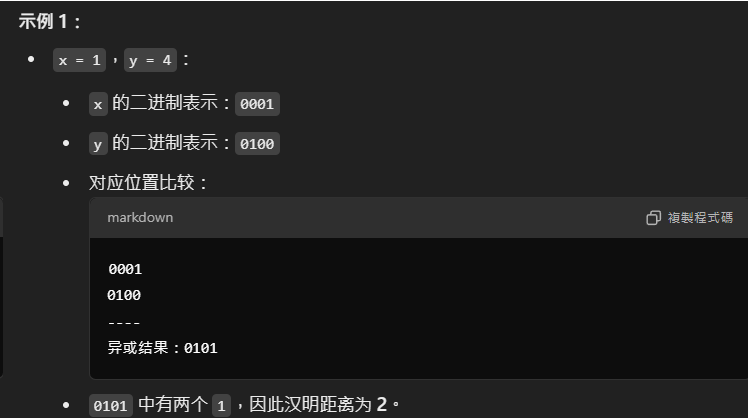 示例 1：
x = 1，y = 4：
x 的二进制表示：0001
y 的二进制表示：0100
对应位置比较：
markdown 複製程式碼
0001
0100
----
异或结果：0101
0101 中有两个 1，因此汉明距离为 2。